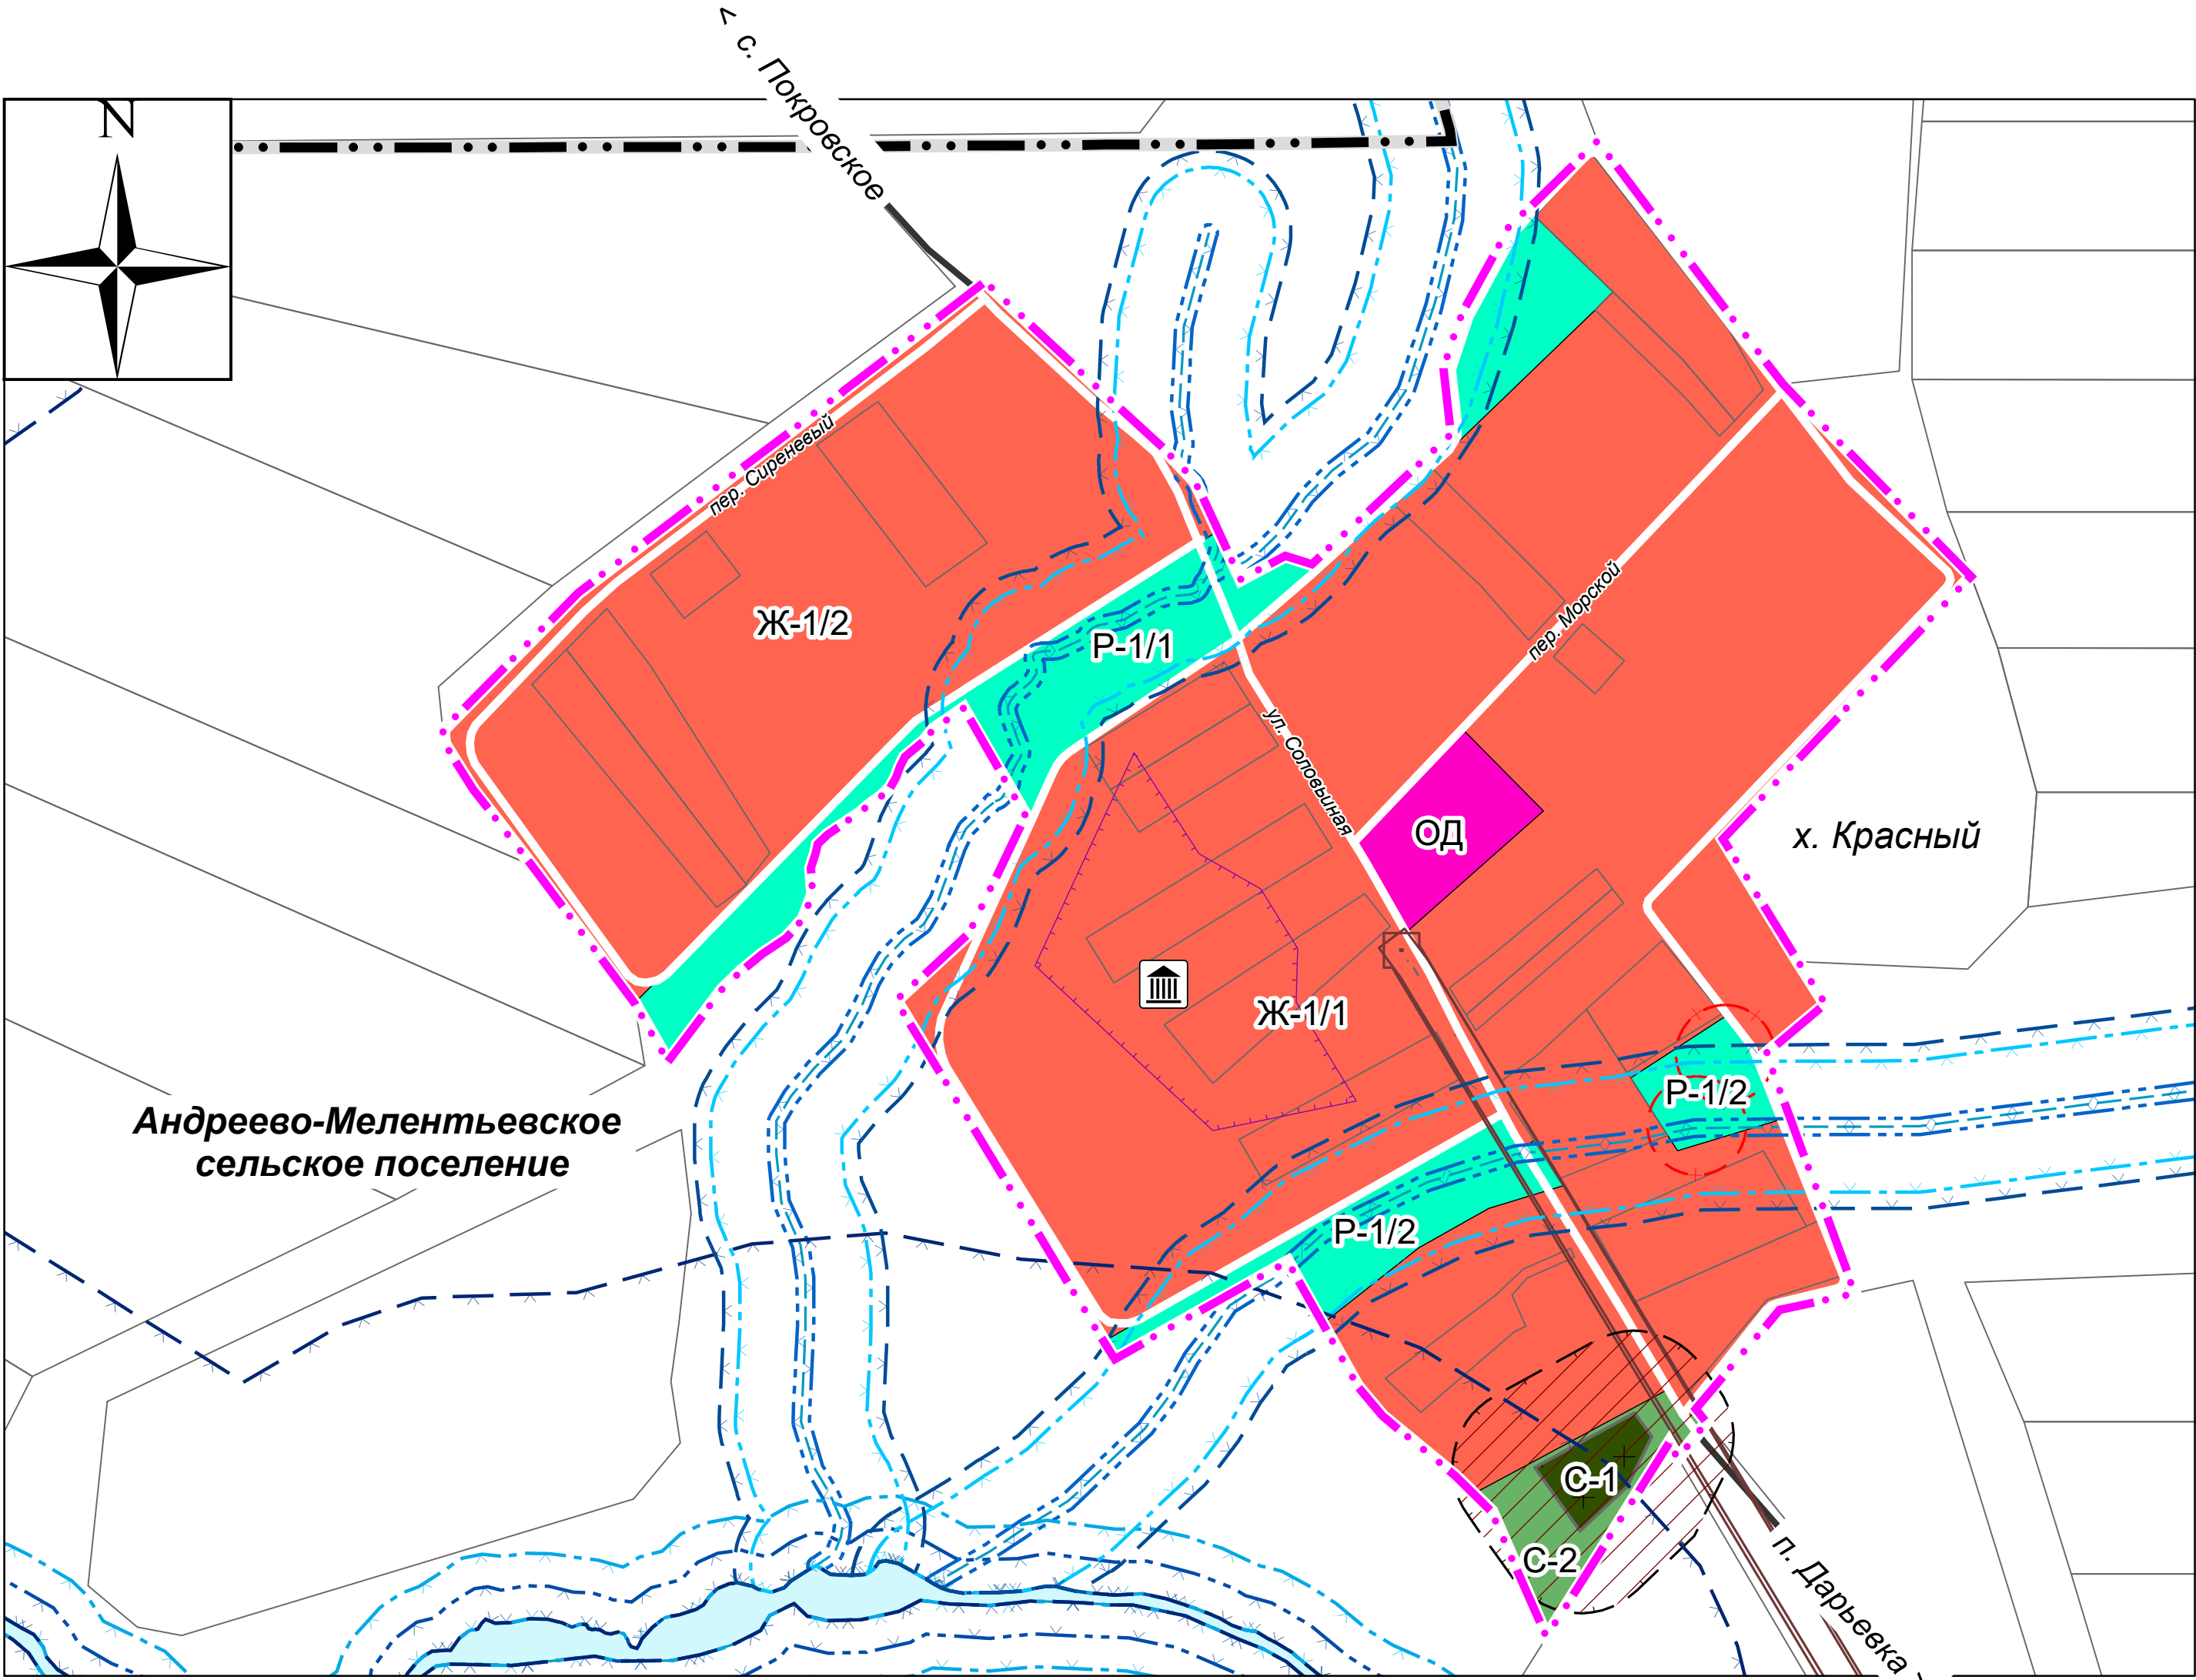 < с. Покровское
N
пер. Сиреневый
Ж-1/2
Р-1/1
пер. Морской
ул. Соловьиная
ОД
х. Красный
Ж-1/1
Р-1/2
Андреево-Мелентьевское
сельское поселение
Р-1/2
С-1
С-2
п. Дарьевка